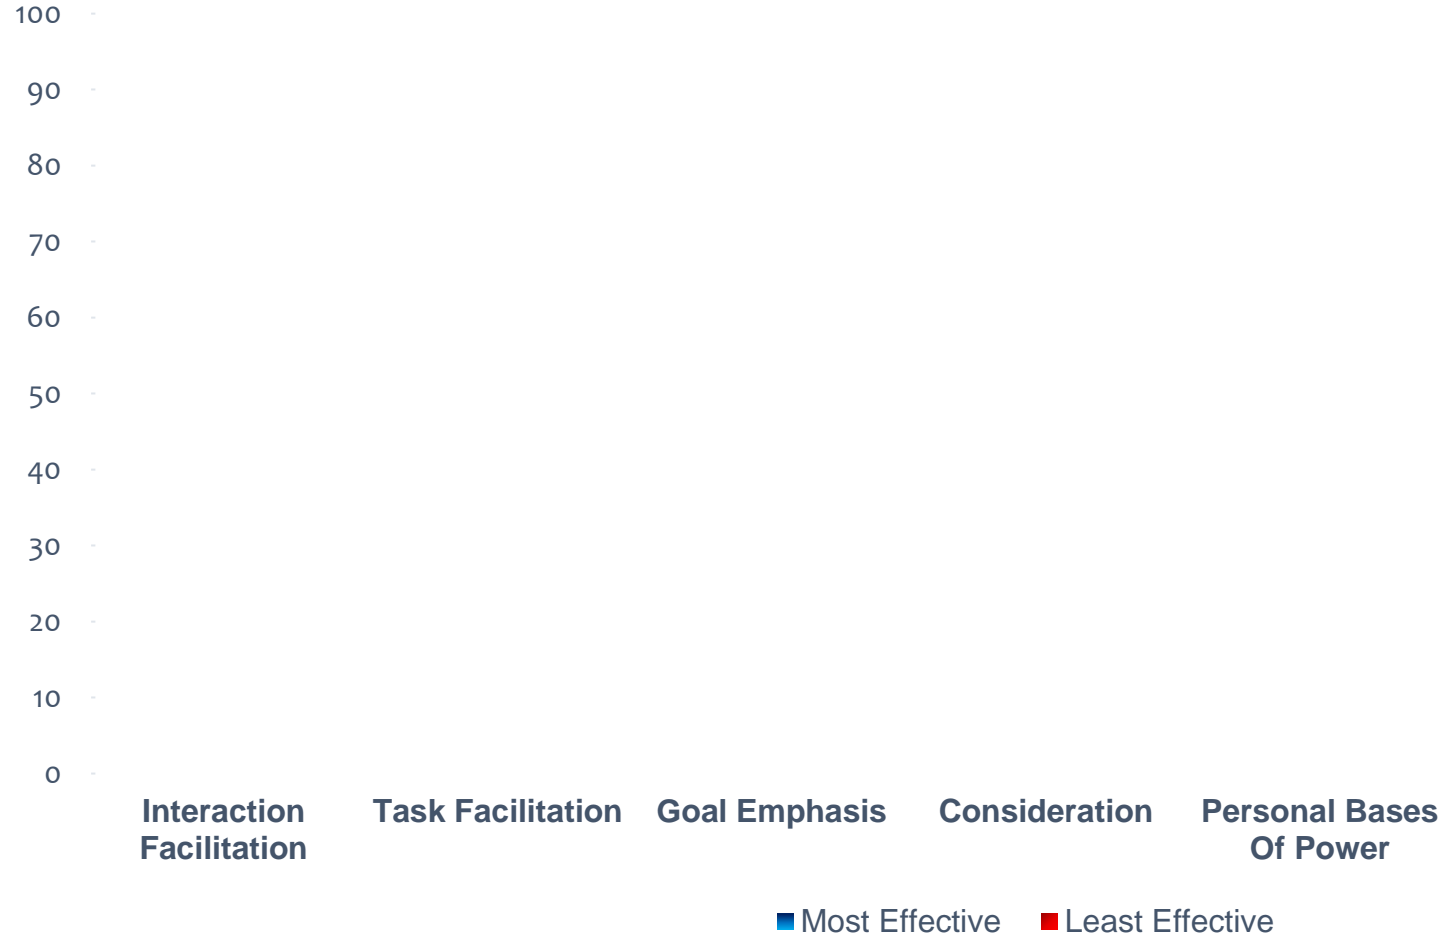 100
90
80
70
60
50
40
30
20
10
0
Interaction Facilitation
Task Facilitation
Goal Emphasis
Consideration
Personal Bases Of Power
Most Effective
Least Effective